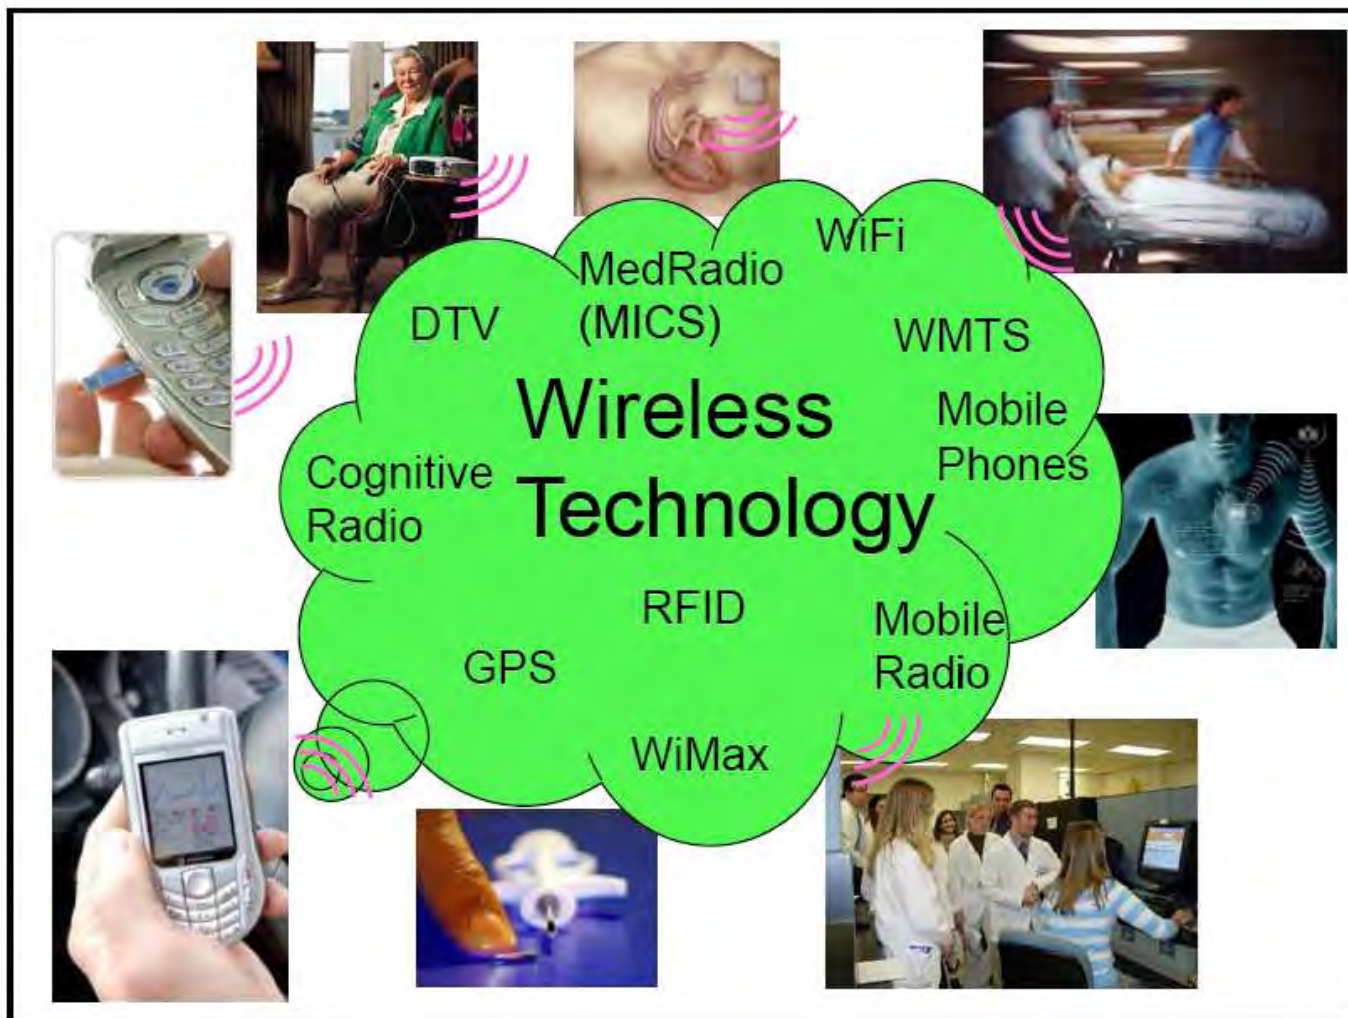 WiFi
MedRadio
(MICS)
DTV
WMTS
Wireless
Technology
Mobile
Phones
Cognitive
Radio
RFID
Mobile
Radio
GPS
WiMax